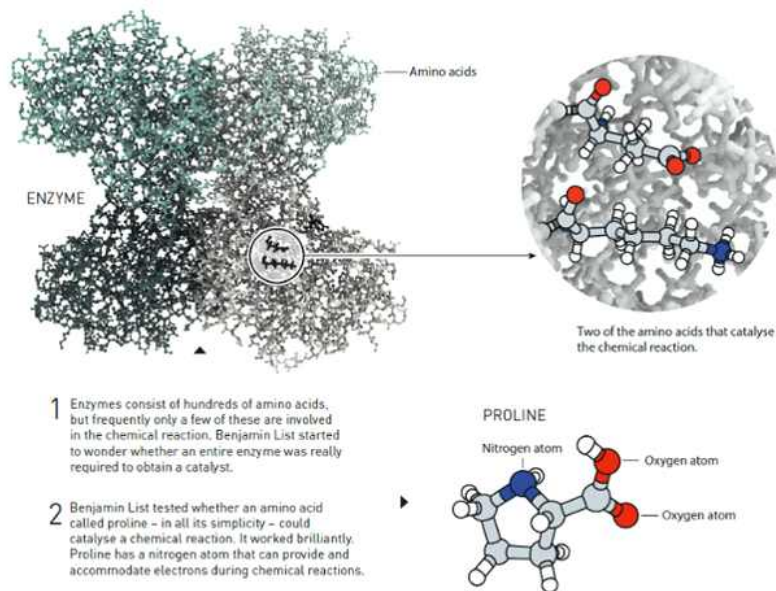 Amino acids
ENZYME
Two of the amino acids that catalyse
the chemical reaction.
1 Enzymes consist of hundreds of amino acids,
but frequently only a few of these are involved
in the chemical reaction. Benjamin List started
to wonder whether an entire enzyme was really
required to obtain a catalyst.
2 Benjamin List tested whether an amino acid
called proline – in all its simplicity – could
catalyse a chemical reaction. It worked brilliantly.
Proline has a nitrogen atom that can provide and
accommodate electrons during chemical reactions.
PROLINE
Nitrogen atom
Oxygen atom
Oxygen atom